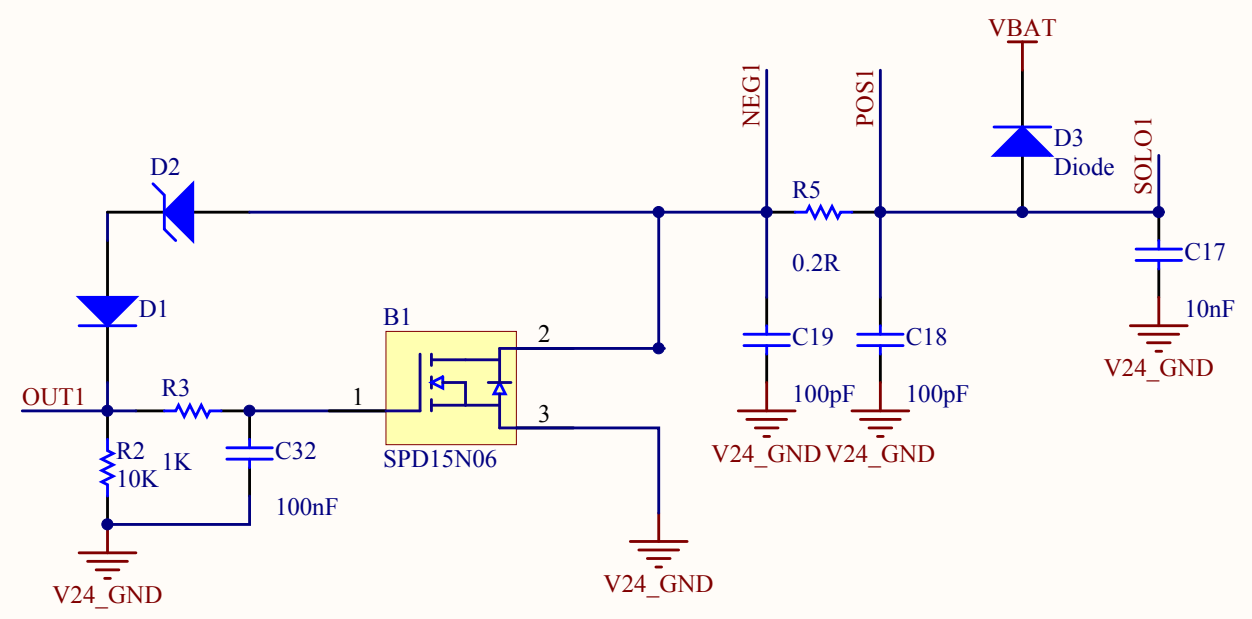 VBAT
NEG1
POS1
SOLO1
D3
Diode
D2
R5
0.2R
C17
10nF
V24_GND
D1
B1
2
C19
C18
100pF
100pF
V24_GND
V24_GND
OUT1
R3
1
3
R2
10K
1K
C32
100nF
SPD15N06
V24_GND
V24_GND